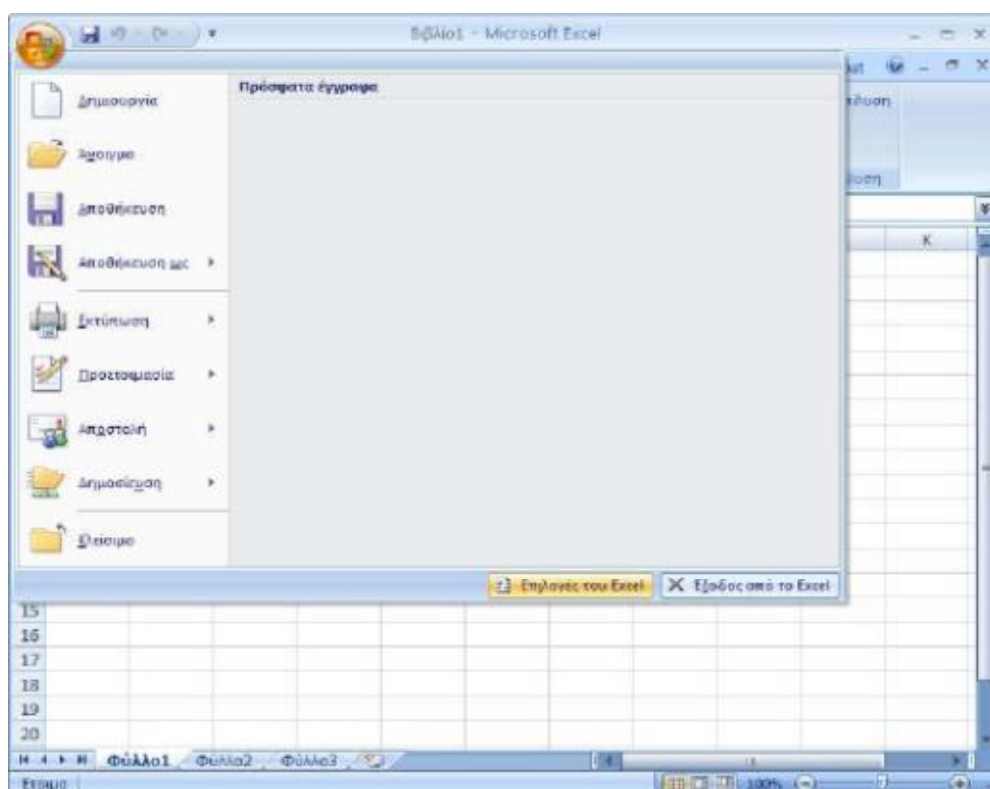 Βιβλίο1 - Microsoft Excel
Πρόσφατα έγγραφα
Δημιουργία
Άνοιγμα
Αποθήκευση
Αποθήκευση ως
Εκτύπωση
Προετοιμασία
Αποστολή
Δημοσίευση
Κλείσιμο
Επιλογές του Excel
Έξοδος από το Excel
K
15
16
17
18
19
20
Φύλλο1 Φύλλο2 Φύλλο3
Έτοιμο 100%